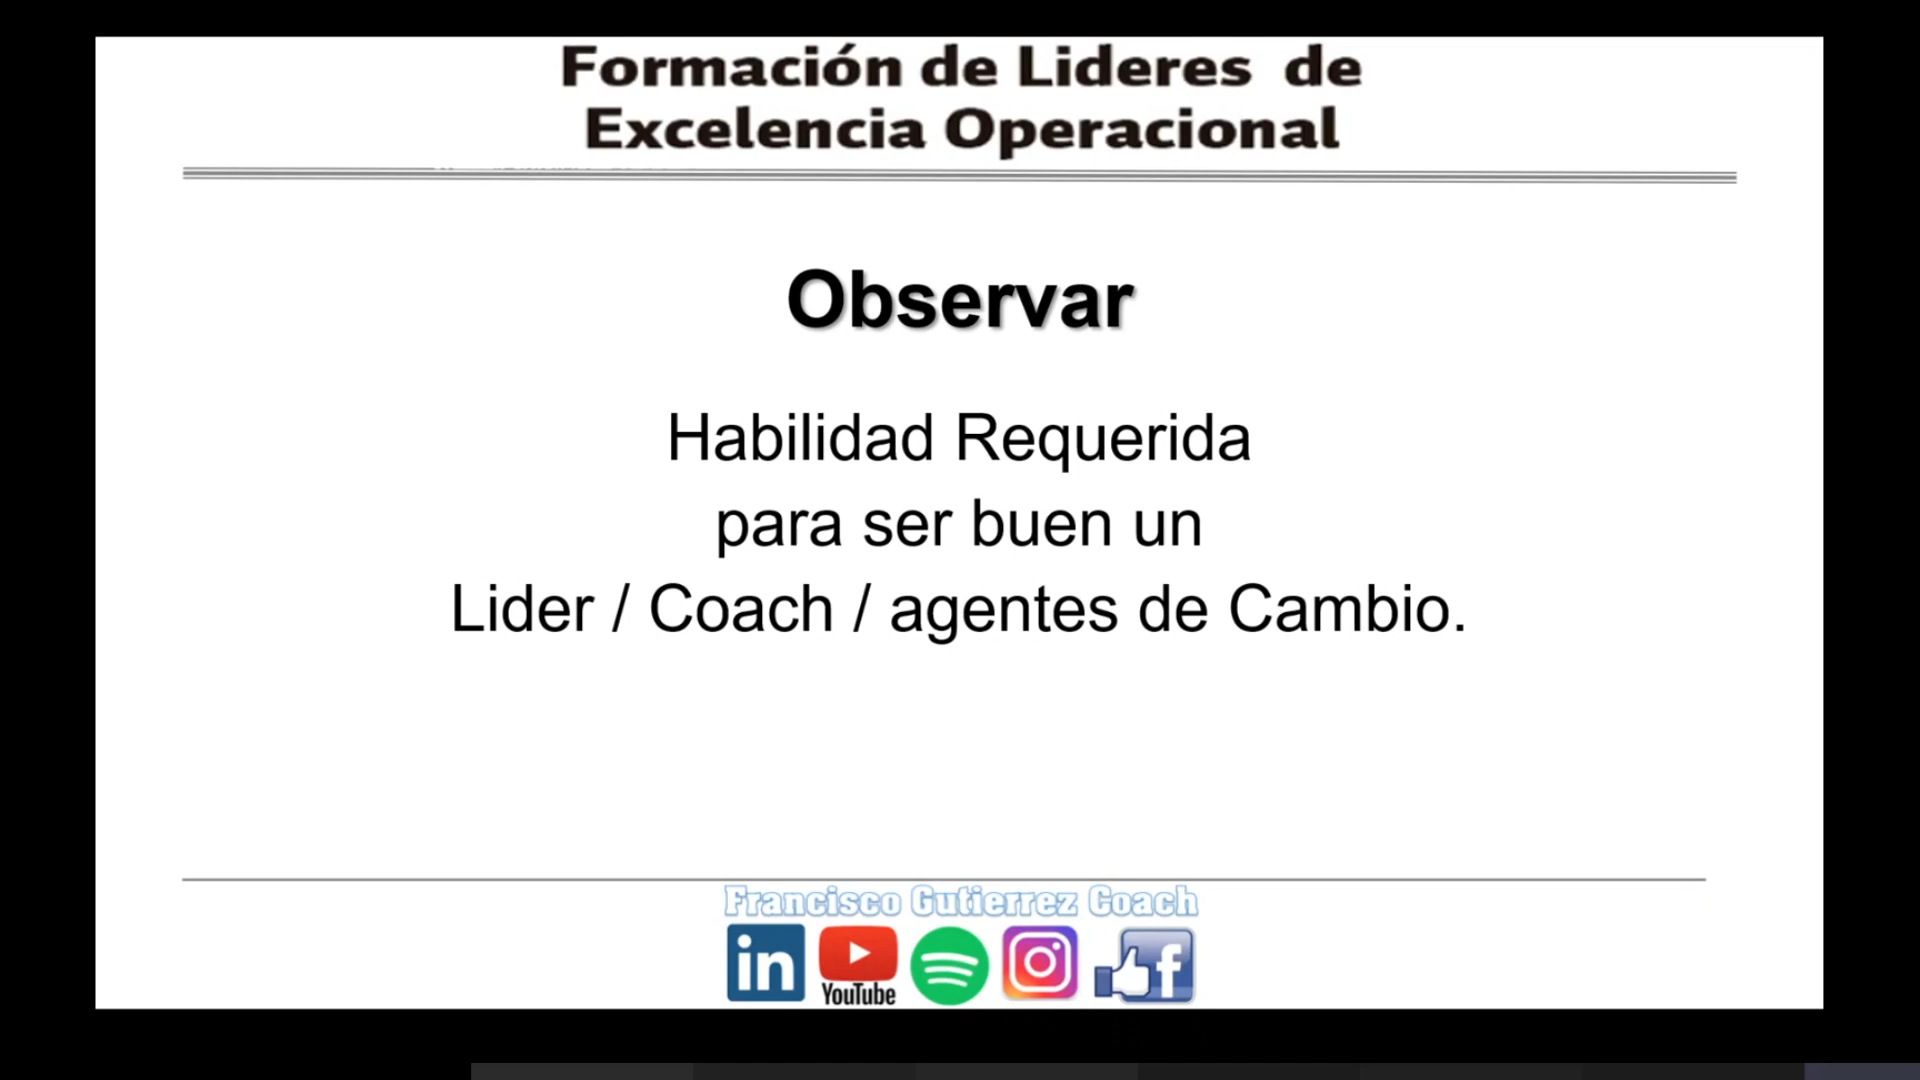 Formación de Lideres de
Excelencia Operacional
Observar
Habilidad Requerida
para ser buen un
Lider / Coach / agentes de Cambio.
Francisco Gutierrez Coach
in
YouTube
f